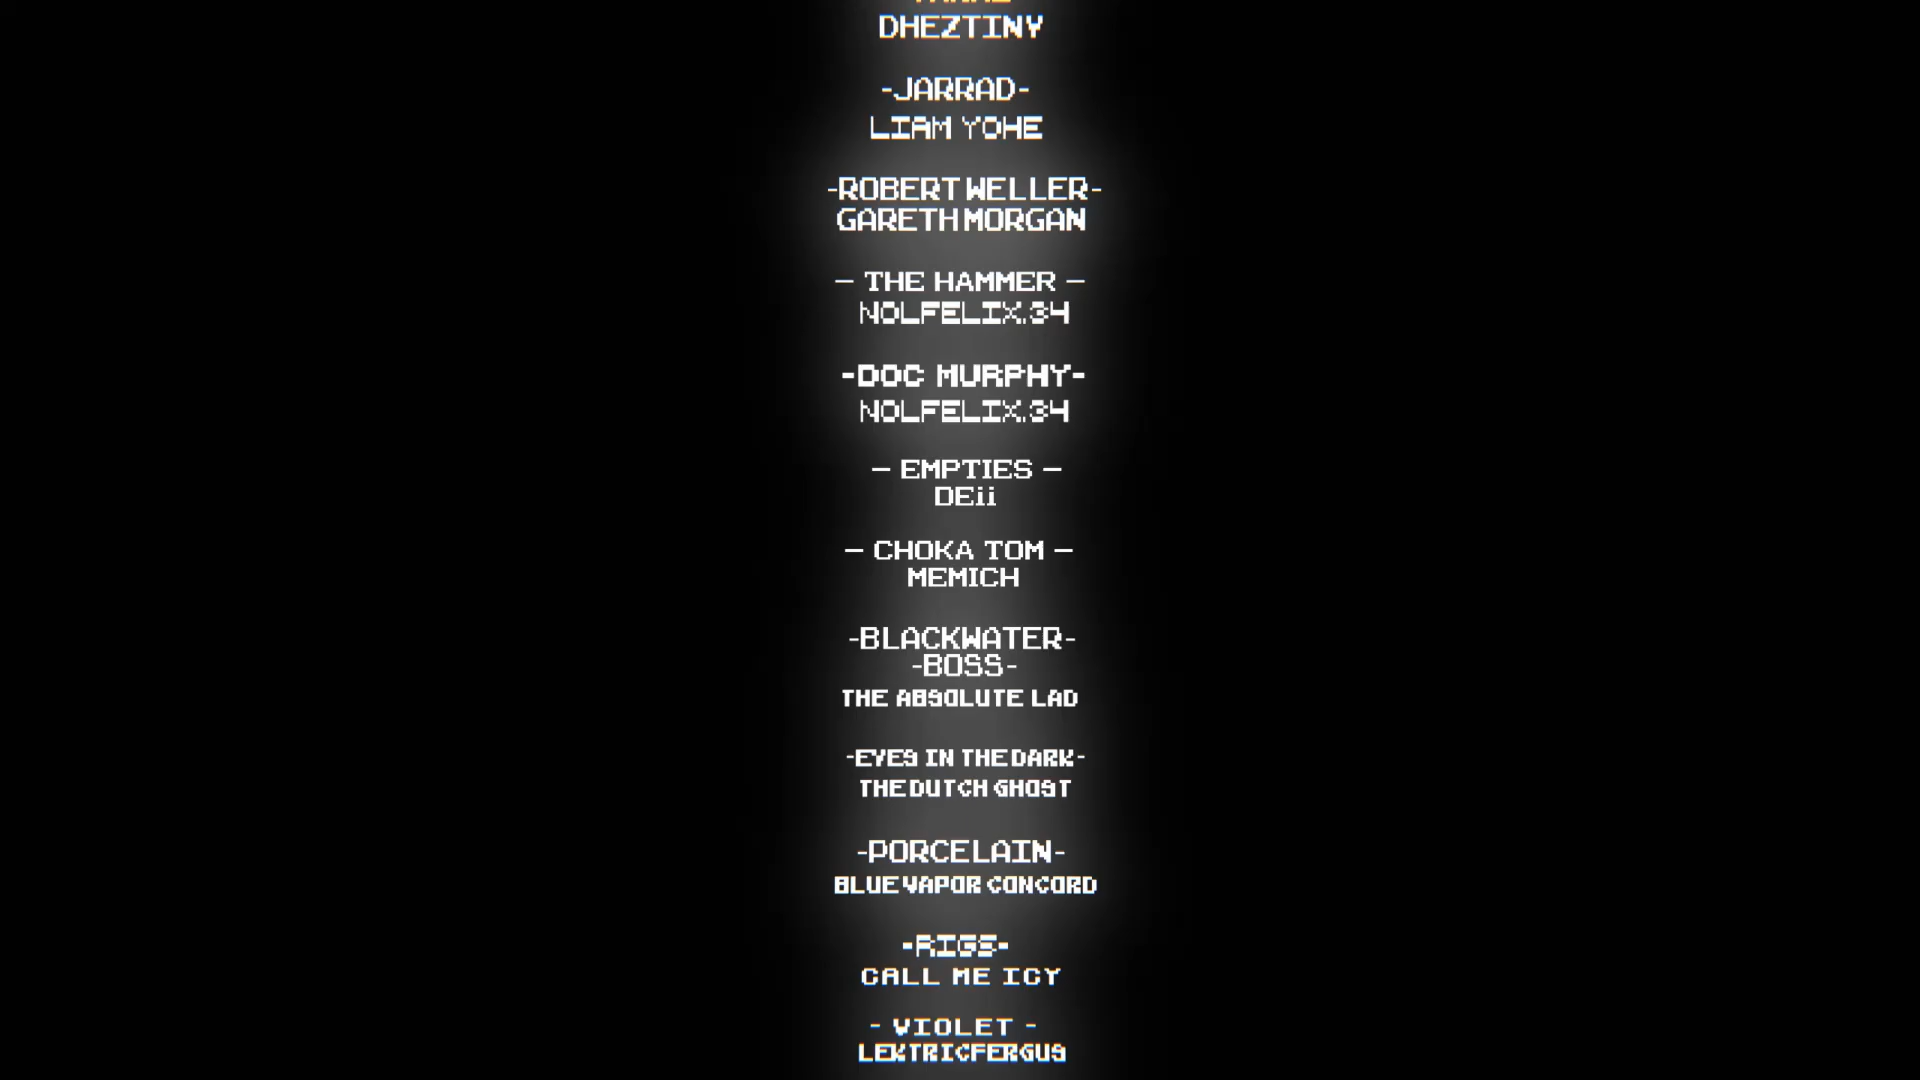 DHEZTINY
-JARRAD-
LIAM YOHE
-ROBERT WELLER-
GARETH MORGAN
— THE HAMMER —
NOLFELIX.34
-DOC MURPHY-
NOLFELIX.34
— EMPTIES —
DEii
— CHOKA TOM —
MEMICH
-BLACKWATER-
-BOSS-
THE ABSOLUTE LAD
-EYES IN THE DARK-
THE DUTCH GHOST
-PORCELAIN-
BLUE VAPOR CONCORD
-RIGS-
CALL ME ICY
- VIOLET -
LEKTRICFERGUS